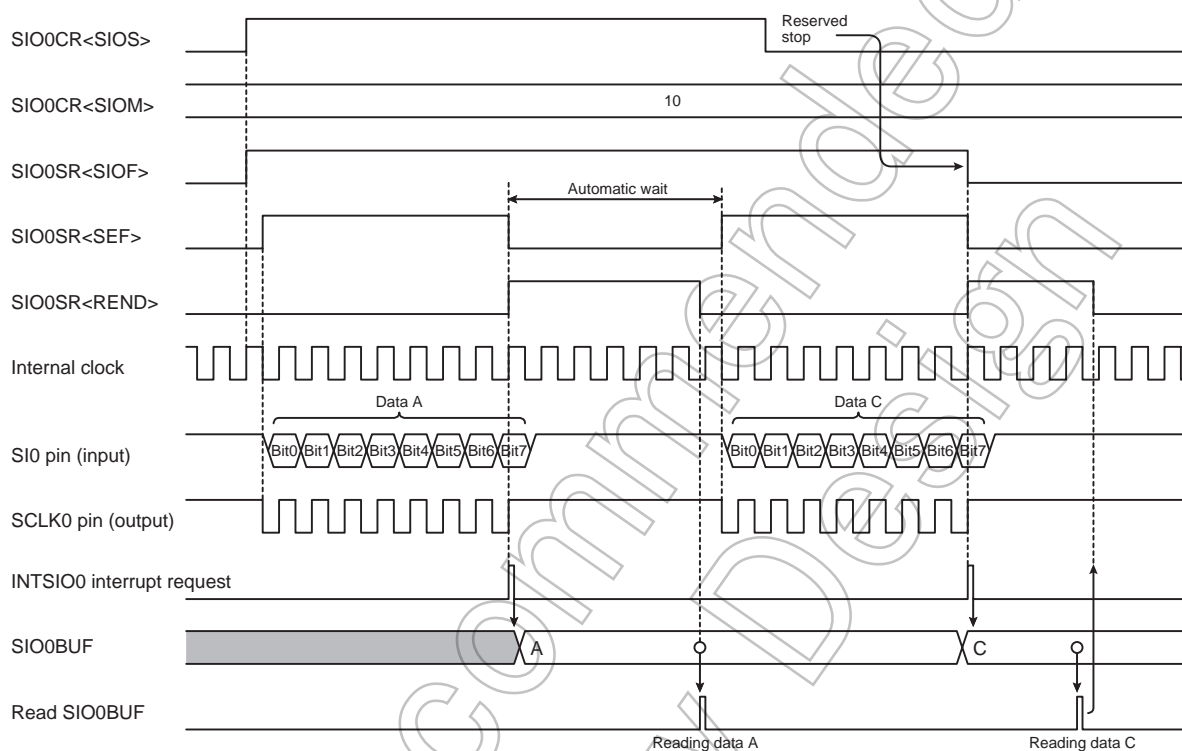 SIO0CR<SIOS>
Reserved
stop
SIO0CR<SIOM>
10
SIO0SR<SIOF>
Automatic wait
SIO0SR<SEF>
SIO0SR<REND>
Internal clock
Data A
Data C
SI0 pin (input)
Bit0 Bit1 Bit2 Bit3 Bit4 Bit5 Bit6 Bit7
Bit0 Bit1 Bit2 Bit3 Bit4 Bit5 Bit6 Bit7
SCLK0 pin (output)
INTSIO0 interrupt request
SIO0BUF
A
C
Read SIO0BUF
Reading data A
Reading data C
commended
Design